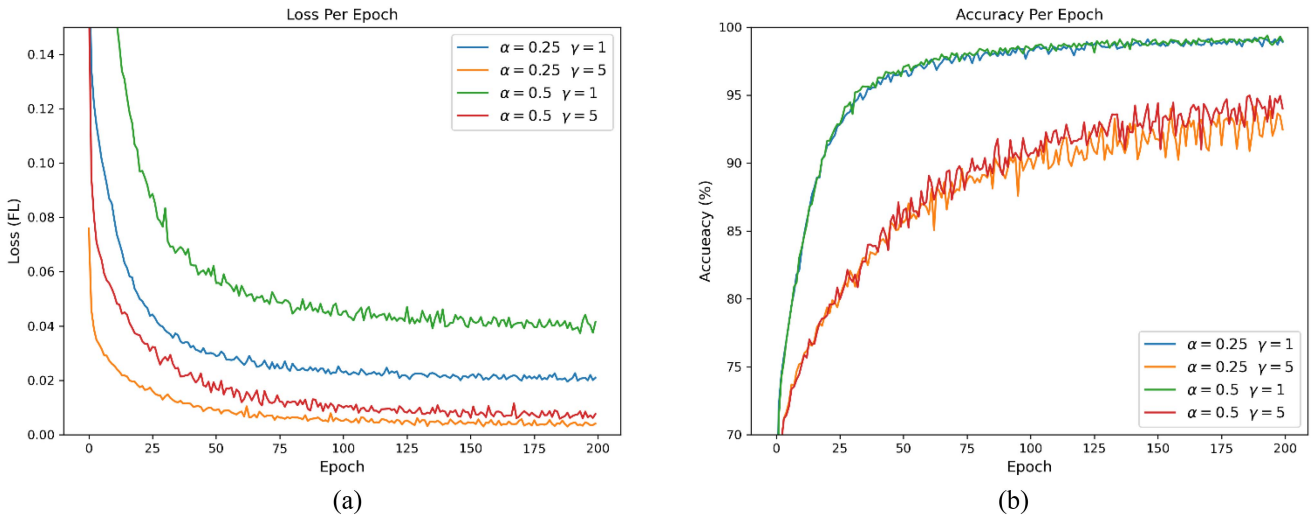 Loss Per Epoch
0.14
0.12
0.10
0.08
0.06
0.04
0.02
0.00
Loss (FL)
α = 0.25 γ = 1
α = 0.25 γ = 5
α = 0.5 γ = 1
α = 0.5 γ = 5
0 25 50 75 100 125 150 175 200
Epoch
(a)
Accuracy Per Epoch
100
95
90
85
80
75
70
Accueacy (%)
α = 0.25 γ = 1
α = 0.25 γ = 5
α = 0.5 γ = 1
α = 0.5 γ = 5
0 25 50 75 100 125 150 175 200
Epoch
(b)